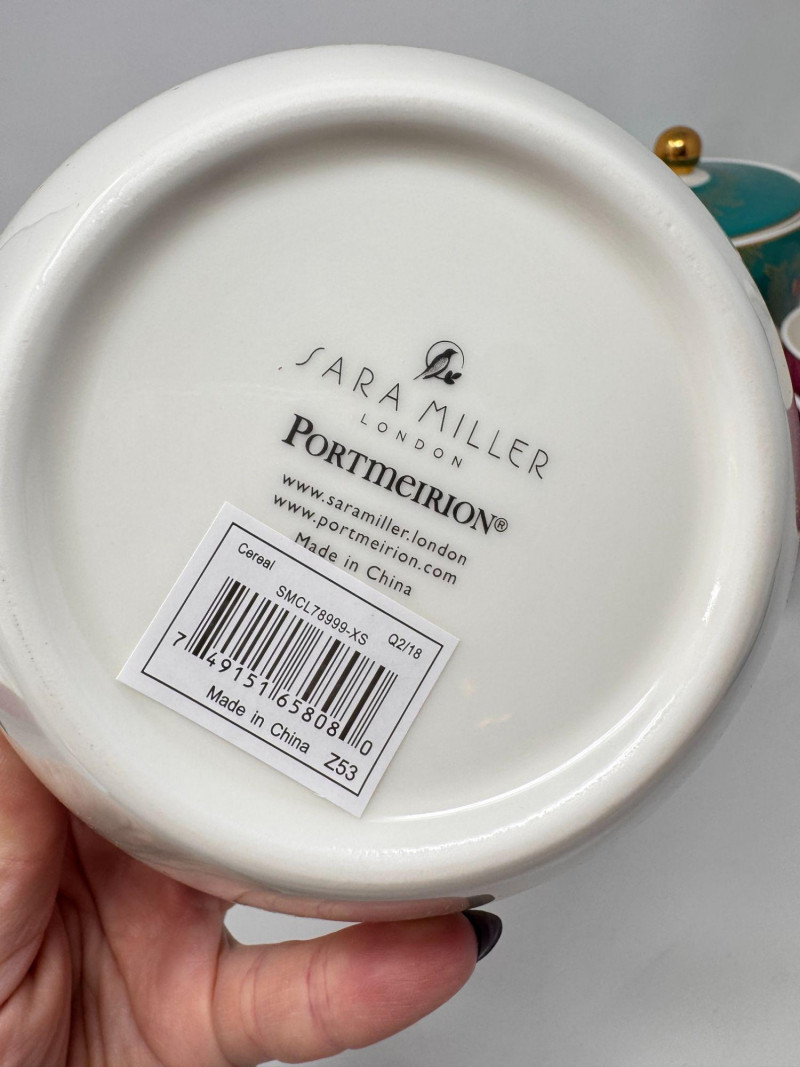 SARA MILLER
LONDON
PORTMEIRION®
www.saramiller.london
www.portmeirion.com
Made in China
Cereal
SMCL78999-XS Q2/18
7 49151 65808 0
Made in China Z53